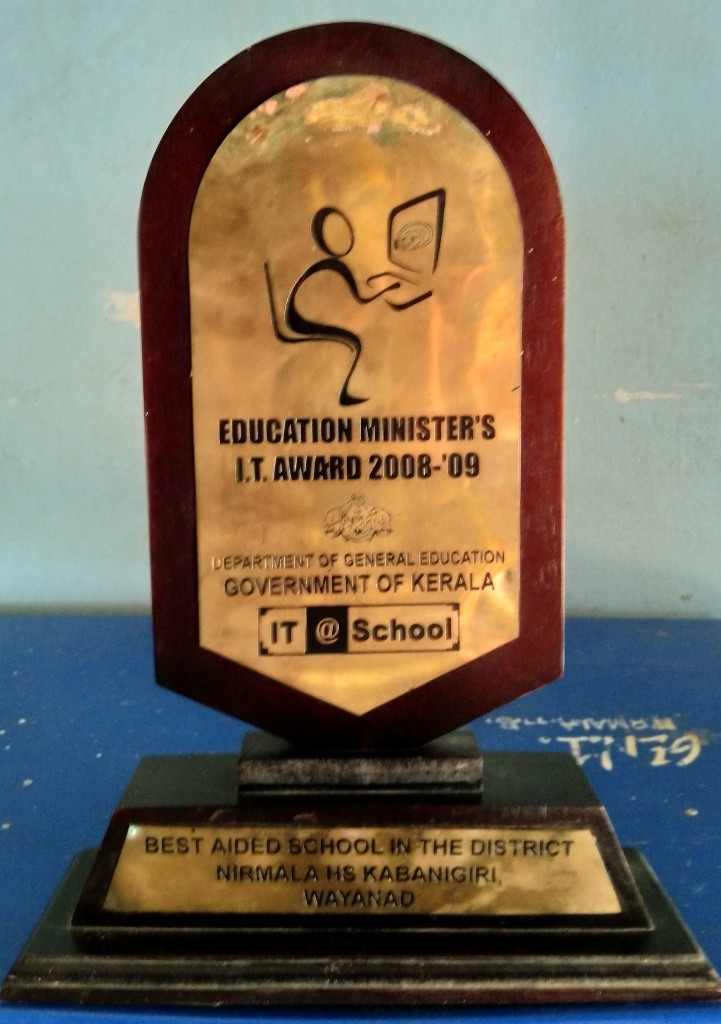 EDUCATION MINISTER'S
I.T. AWARD 2008-'09
DEPARTMENT OF GENERAL EDUCATION
GOVERNMENT OF KERALA
IT @ School
BEST AIDED SCHOOL IN THE DISTRICT
NIRMALA HS KABANIGIRI,
WAYANAD